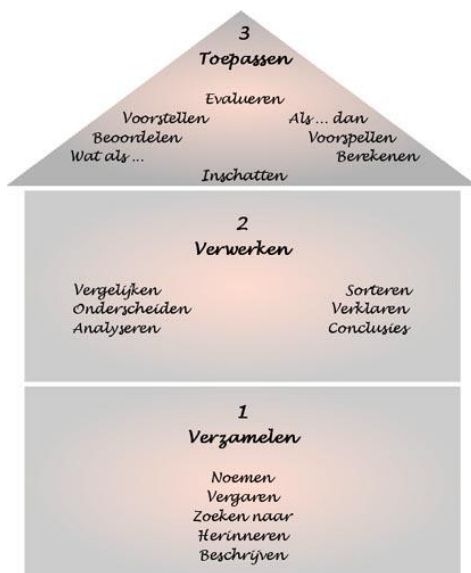 3
Toepassen
Evalueren
Voorstellen
Als ... dan
Beoordelen
Voorspellen
Wat als ...
Berekenen
Inschatten
2
Verwerken
Vergelijken
Sorteren
Onderscheiden
Verklaren
Analyseren
Conclusies
1
Verzamelen
Noemen
Vergaren
Zoeken naar
Herinneren
Beschrijven